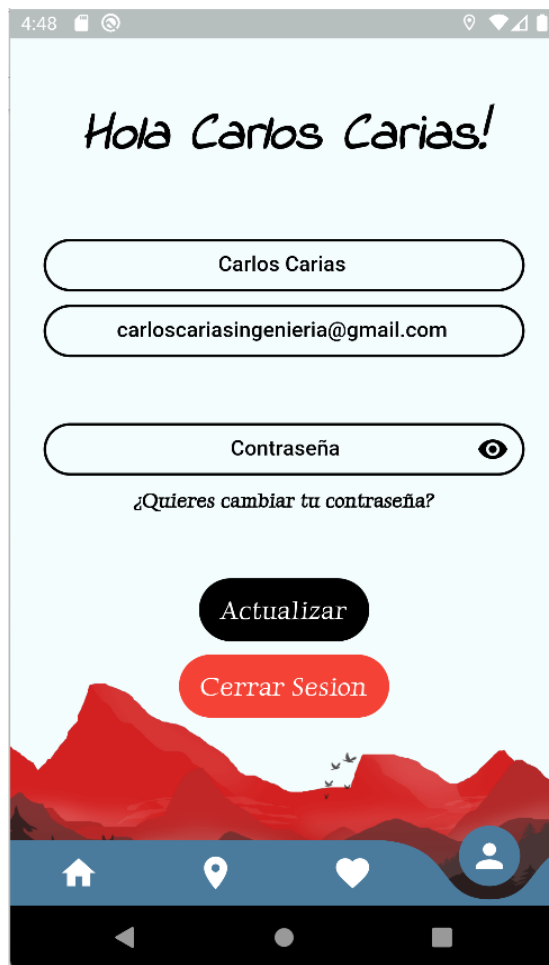 4:48
Hola Carlos Carias!
Carlos Carias
carloscariasingenieria@gmail.com
Contraseña
¿Quieres cambiar tu contraseña?
Actualizar
Cerrar Sesion